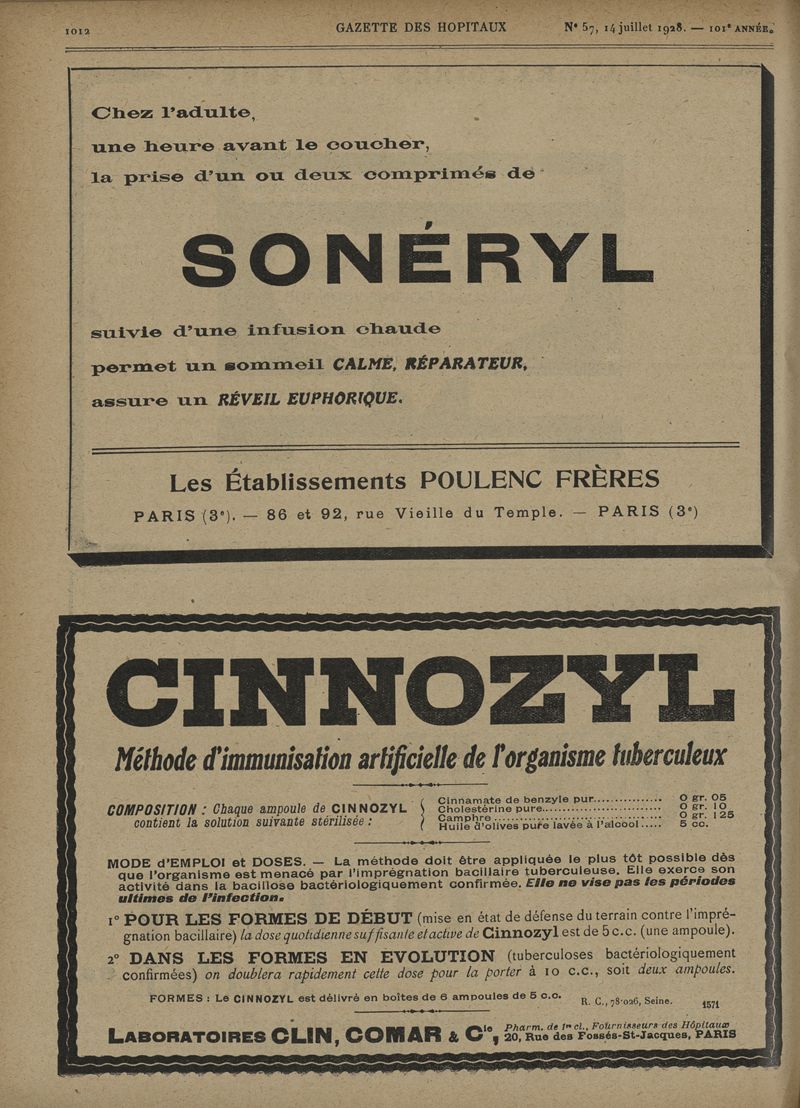 1012 GAZETTE DES HOPITAUX N° 57, 14 juillet 1928. — 101e ANNÉE.
Chez l'adulte,
une heure avant le coucher,
la prise d'un ou deux comprimés de
SONÉRYL
suivie d'une infusion chaude
permet un sommeil CALME, RÉPARATEUR,
assure un RÉVEIL EUPHORIQUE.
Les Établissements POULENC FRÈRES
PARIS (3e). — 86 et 92, rue Vieille du Temple. — PARIS (3e)
CINNOZYL
Méthode d'immunisation artificielle de l'organisme tuberculeux
COMPOSITION : Chaque ampoule de CINNOZYL
contient la solution suivante stérilisée :
Cinnamate de benzyle pur............... 0 gr. 05
Cholestérine pure........................... 0 gr. 10
Camphre ...................................... 0 gr. 125
Huile d'olives pure lavée à l'alcool..... 5 cc.
MODE d'EMPLOI et DOSES. — La méthode doit être appliquée le plus tôt possible dès
que l'organisme est menacé par l'imprégnation bacillaire tuberculeuse. Elle exerce son
activité dans la bacillose bactériologiquement confirmée. Elle ne vise pas les périodes
ultimes de l'infection.
1° POUR LES FORMES DE DÉBUT (mise en état de défense du terrain contre l'impré-
gnation bacillaire) la dose quotidienne suffisante et active de Cinnozyl est de 5 c.c. (une ampoule).
2° DANS LES FORMES EN EVOLUTION (tuberculoses bactériologiquement
confirmées) on doublera rapidement cette dose pour la porter à 10 c.c., soit deux ampoules.
FORMES : Le CINNOZYL est délivré en boîtes de 6 ampoules de 5 c.c. R. C., 78.026, Seine. 1571
LABORATOIRES CLIN, COMAR & Cie, Pharm. de 1re cl., Fournisseurs des Hôpitaux
20, Rue des Fossés-St-Jacques, PARIS